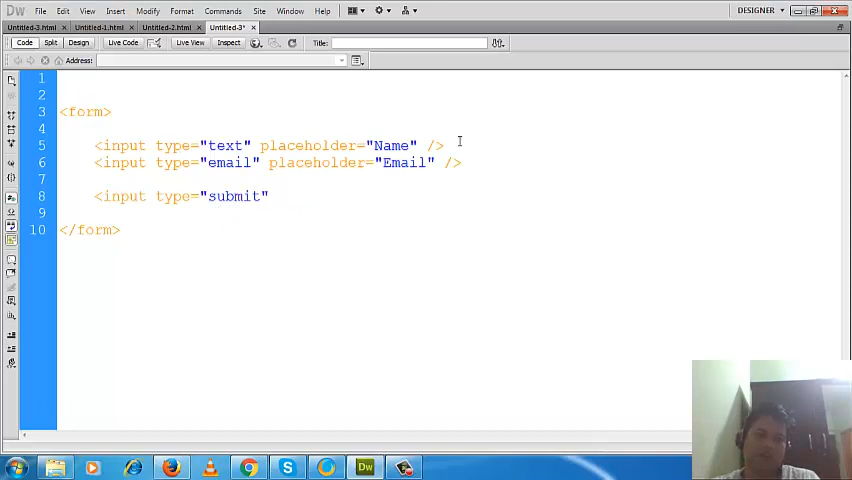 Dw File Edit View Insert Modify Format Commands Site Window Help DESIGNER
Untitled-3.html Untitled-1.html Untitled-2.html Untitled-3*
Code Split Design Live Code Live View Inspect Title:
Address:
1
2
3 <form>
4
5 <input type="text" placeholder="Name" />
6 <input type="email" placeholder="Email" />
7
8 <input type="submit"
9
10 </form>
Dw